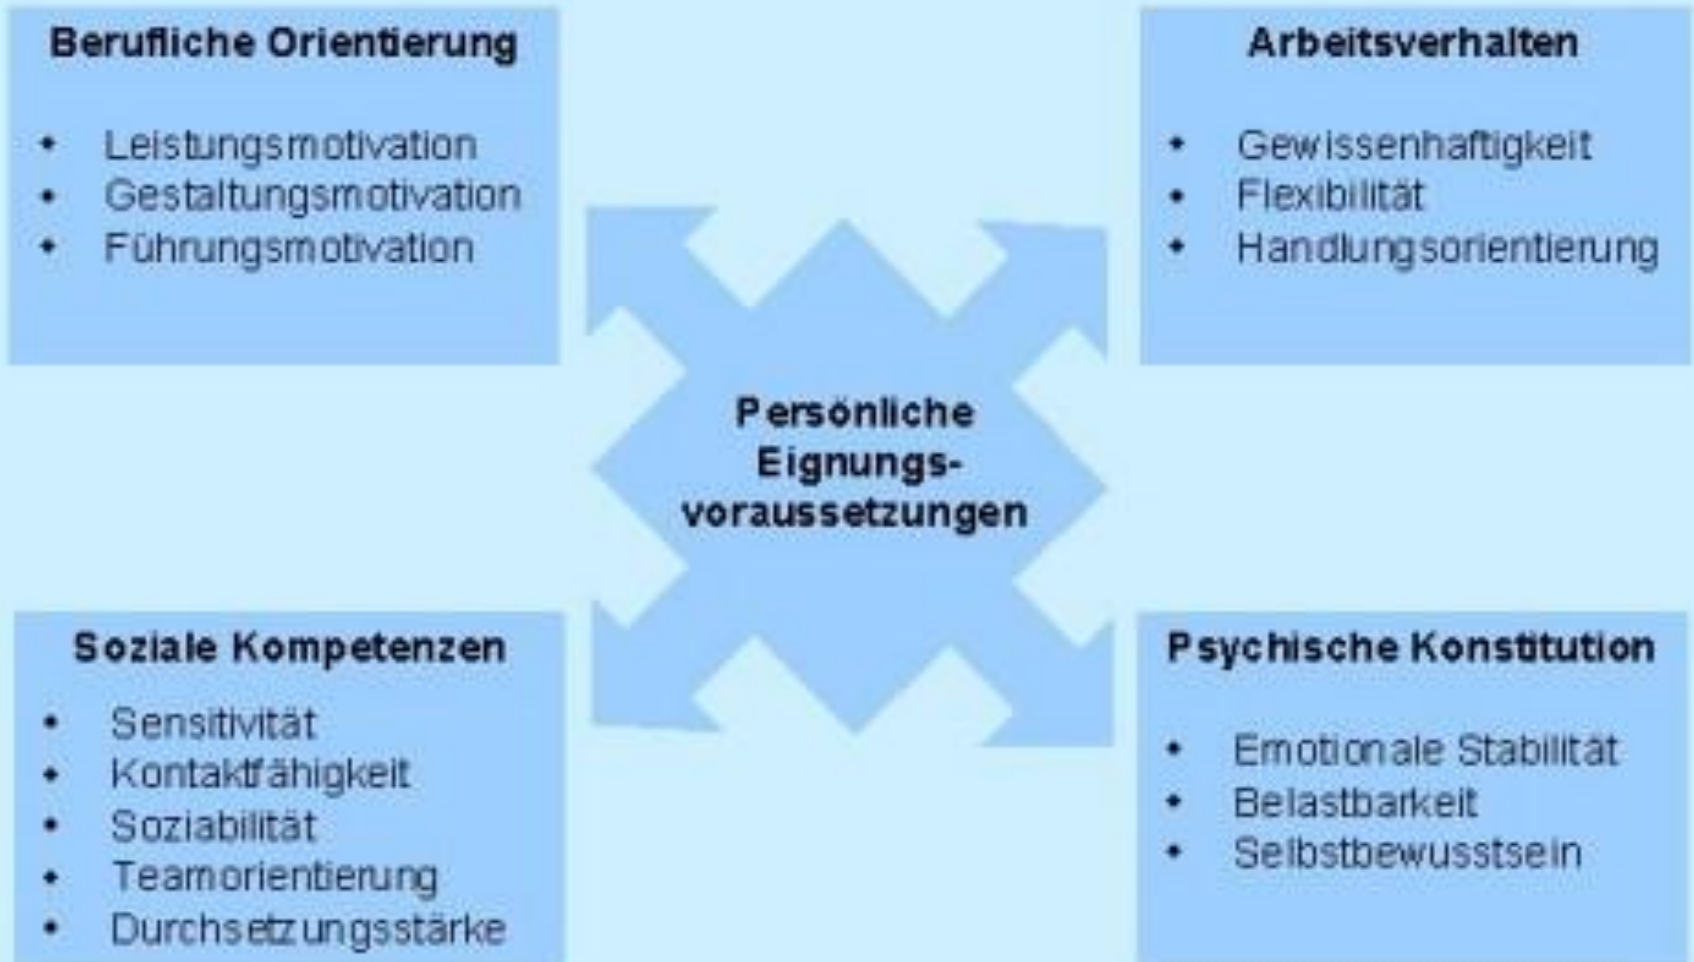 Berufliche Orientierung
• Leistungsmotivation
• Gestaltungsmotivation
• Führungsmotivation
Arbeitsverhalten
• Gewissenhaftigkeit
• Flexibilität
• Handlungsorientierung
Persönliche
Eignungs-
voraussetzungen
Soziale Kompetenzen
• Sensitivität
• Kontaktfähigkeit
• Soziabilität
• Teamorientierung
• Durchsetzungsstärke
Psychische Konstitution
• Emotionale Stabilität
• Belastbarkeit
• Selbstbewusstsein